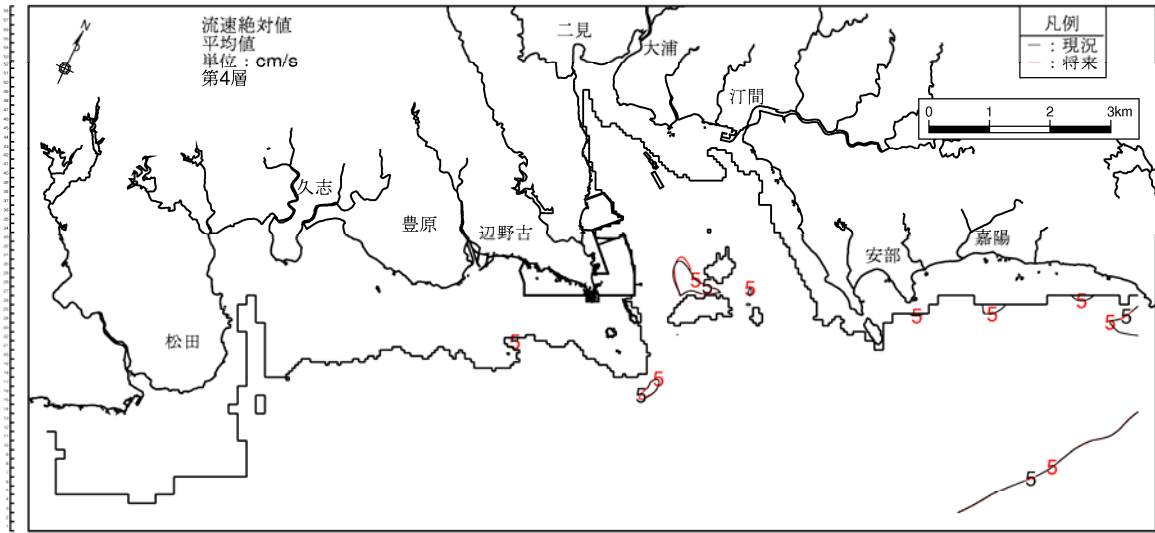 N
流速絶対値
平均値
単位：cm/s
第4層
凡例
－：現況
－：将来
0 1 2 3km
二見
大浦
汀間
久志
豊原
辺野古
安部
嘉陽
松田
5
5
5
5
5
5
5
5
5
5
5
5
5
5